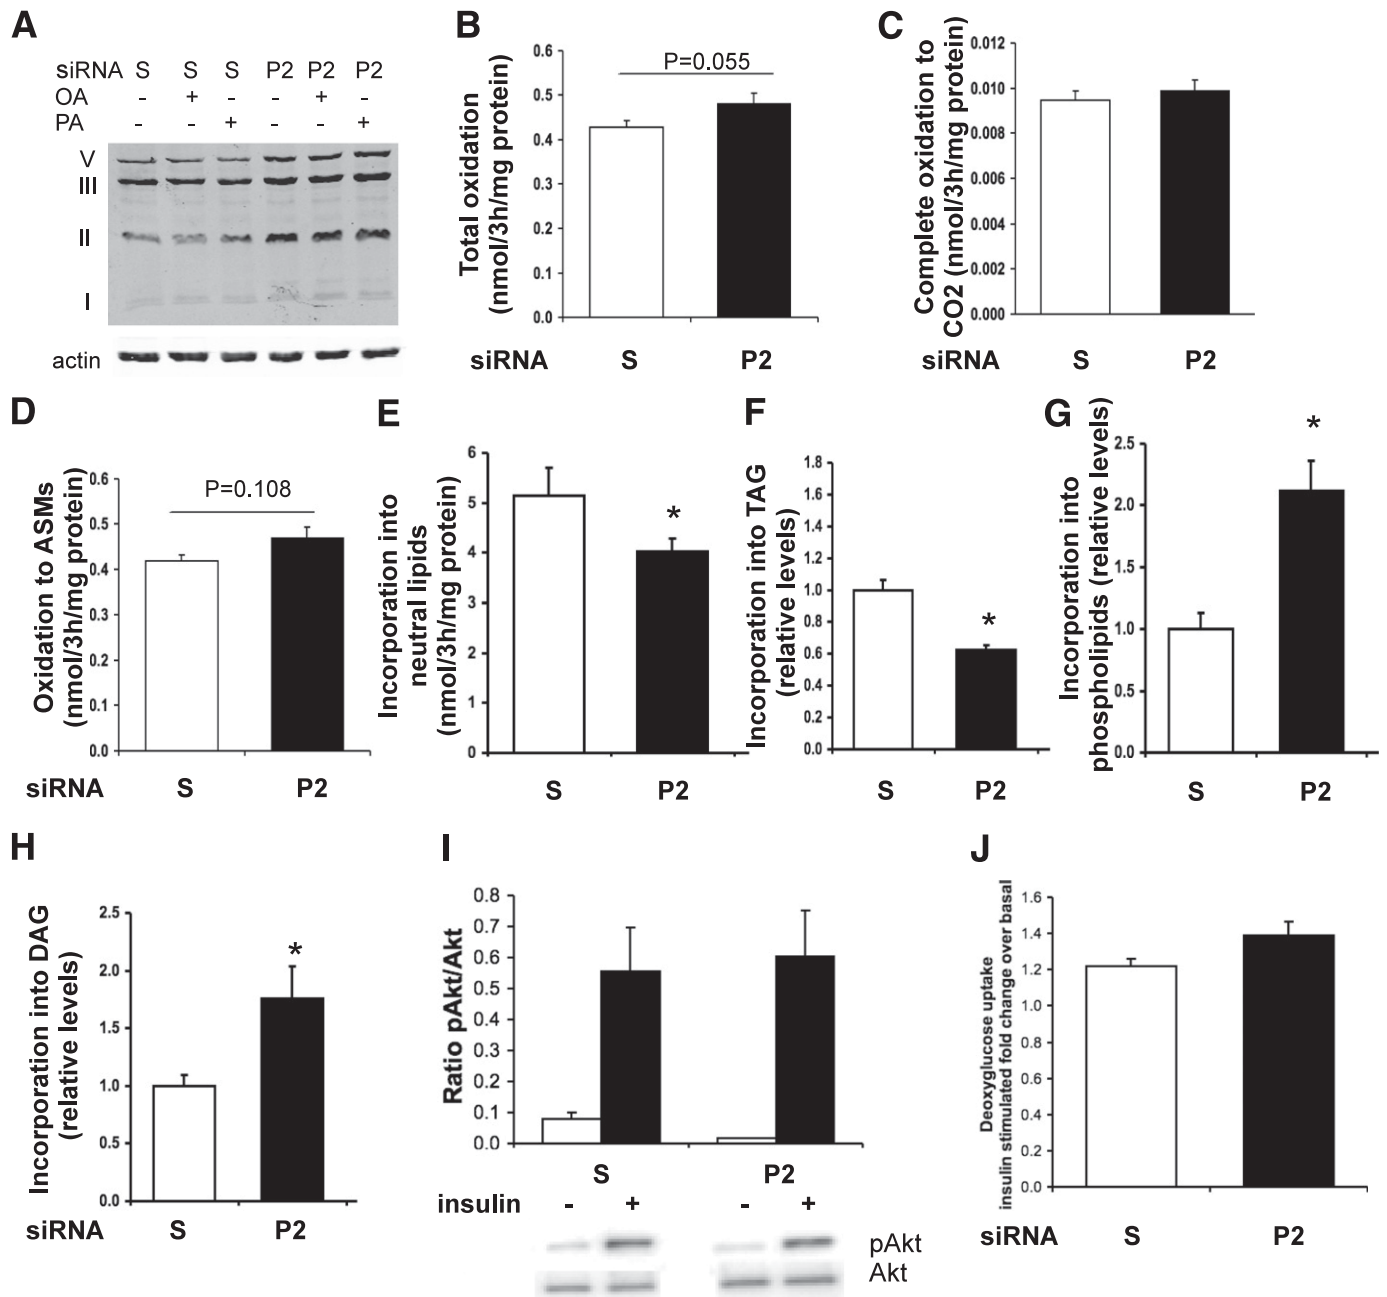 A
siRNA S S S P2 P2 P2
OA - + - - + -
PA - - + - - +
V
III
II
I
actin
B
Total oxidation
(nmol/3h/mg protein)
0.6
0.5
0.4
0.3
0.2
0.1
0.0
P=0.055
siRNA S P2
C
Complete oxidation to
CO2 (nmol/3h/mg protein)
0.012
0.010
0.008
0.006
0.004
0.002
0.000
siRNA S P2
D
Oxidation to ASMs
(nmol/3h/mg protein)
0.6
0.5
0.4
0.3
0.2
0.1
0.0
P=0.108
siRNA S P2
E
Incorporation into
neutral lipids
(nmol/3h/mg protein)
6
5
4
3
2
1
0
*
S P2
F
Incorporation into TAG
(relative levels)
1.8
1.6
1.4
1.2
1.0
0.8
0.6
0.4
0.2
0.0
*
S P2
G
Incorporation into
phospholipids (relative levels)
2.5
2.0
1.5
1.0
0.5
0.0
*
S P2
H
Incorporation into DAG
(relative levels)
2.5
2.0
1.5
1.0
0.5
0.0
*
siRNA S P2
I
Ratio pAkt/Akt
0.8
0.7
0.6
0.5
0.4
0.3
0.2
0.1
0.0
S P2
insulin - + - +
pAkt
Akt
J
Deoxyglucose uptake
insulin stimulated fold change over basal
1.6
1.4
1.2
1.0
0.8
0.6
0.4
0.2
0.0
siRNA S P2